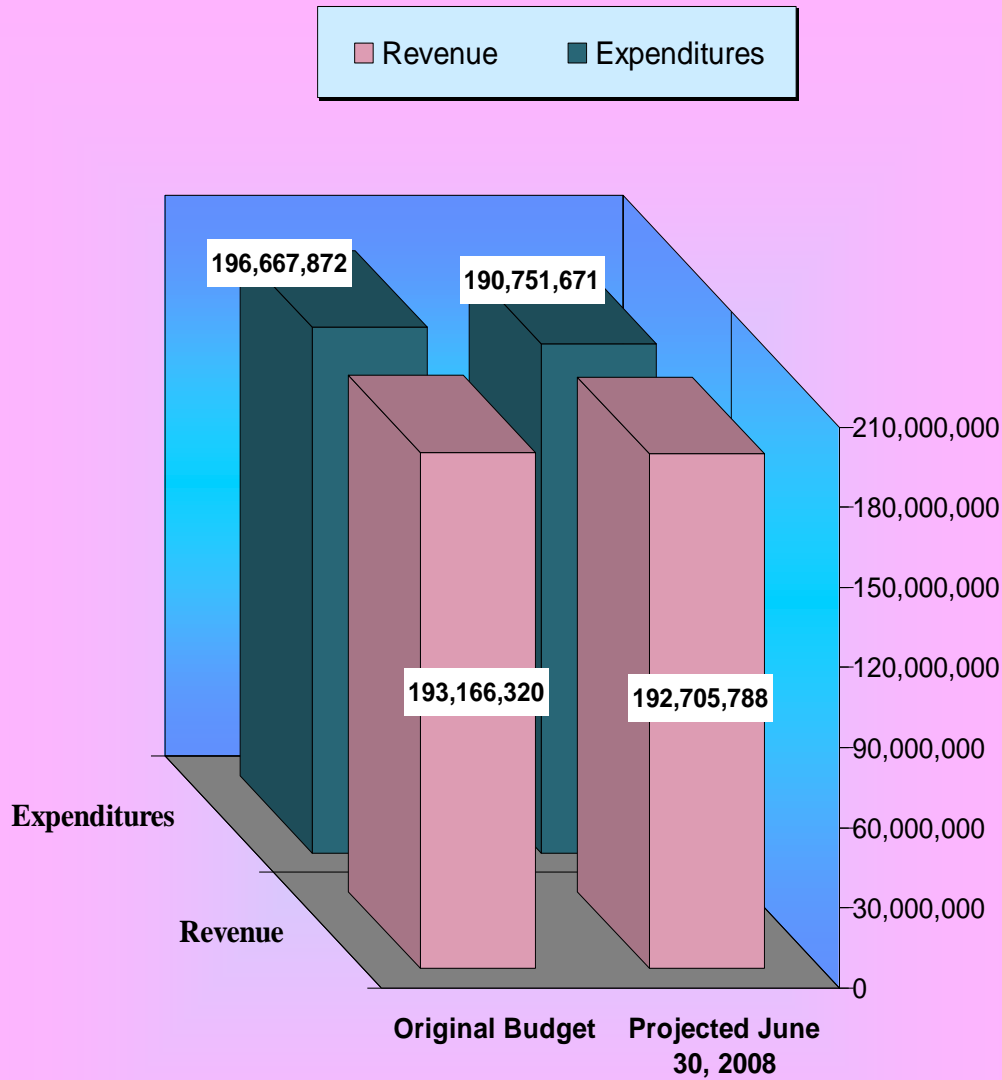 Revenue
Expenditures
196,667,872
190,751,671
210,000,000
180,000,000
150,000,000
193,166,320
192,705,788
120,000,000
90,000,000
Expenditures
60,000,000
Revenue
30,000,000
0
Original Budget
Projected June
30, 2008